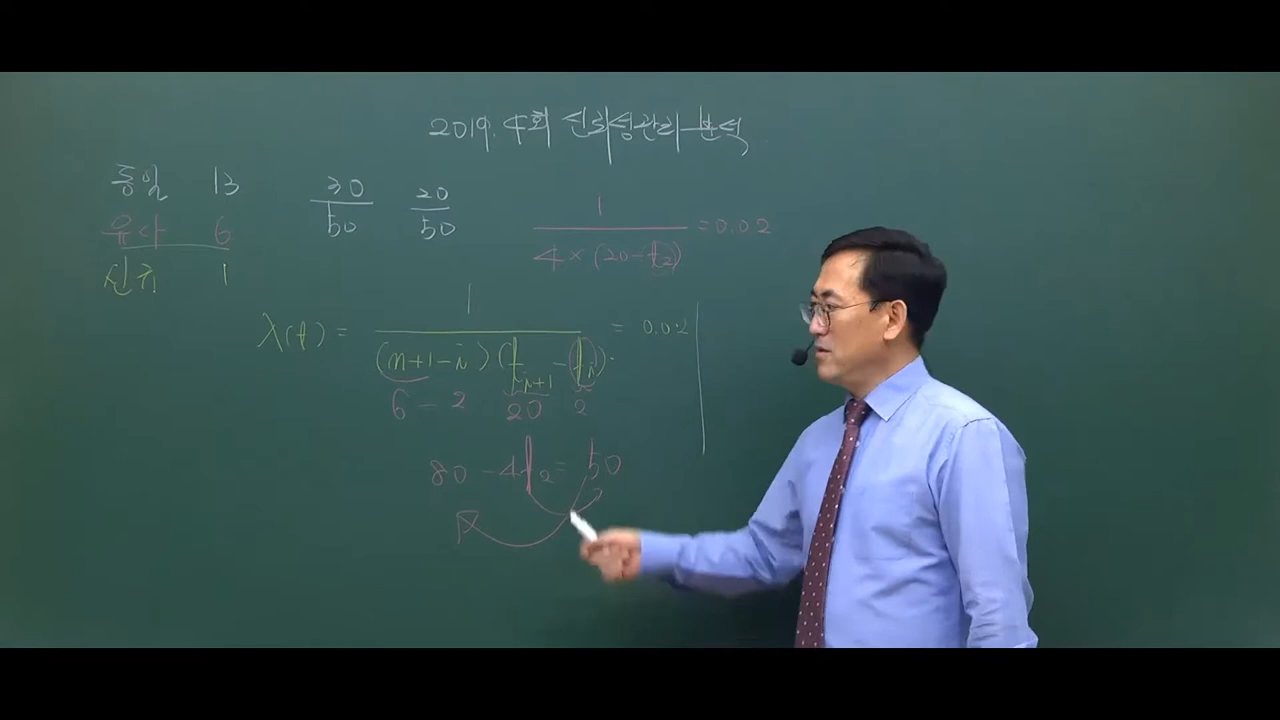 2019. 4회 신뢰성관리 분석
동일 13
유사 6
신규 1
30/50 20/50
1/(4×(20-t₂)) = 0.02
λ(t) = 1/((n+1-i)(tᵢ₊₁-tᵢ)) = 0.02
6-2 20 2
80-4t₂=50